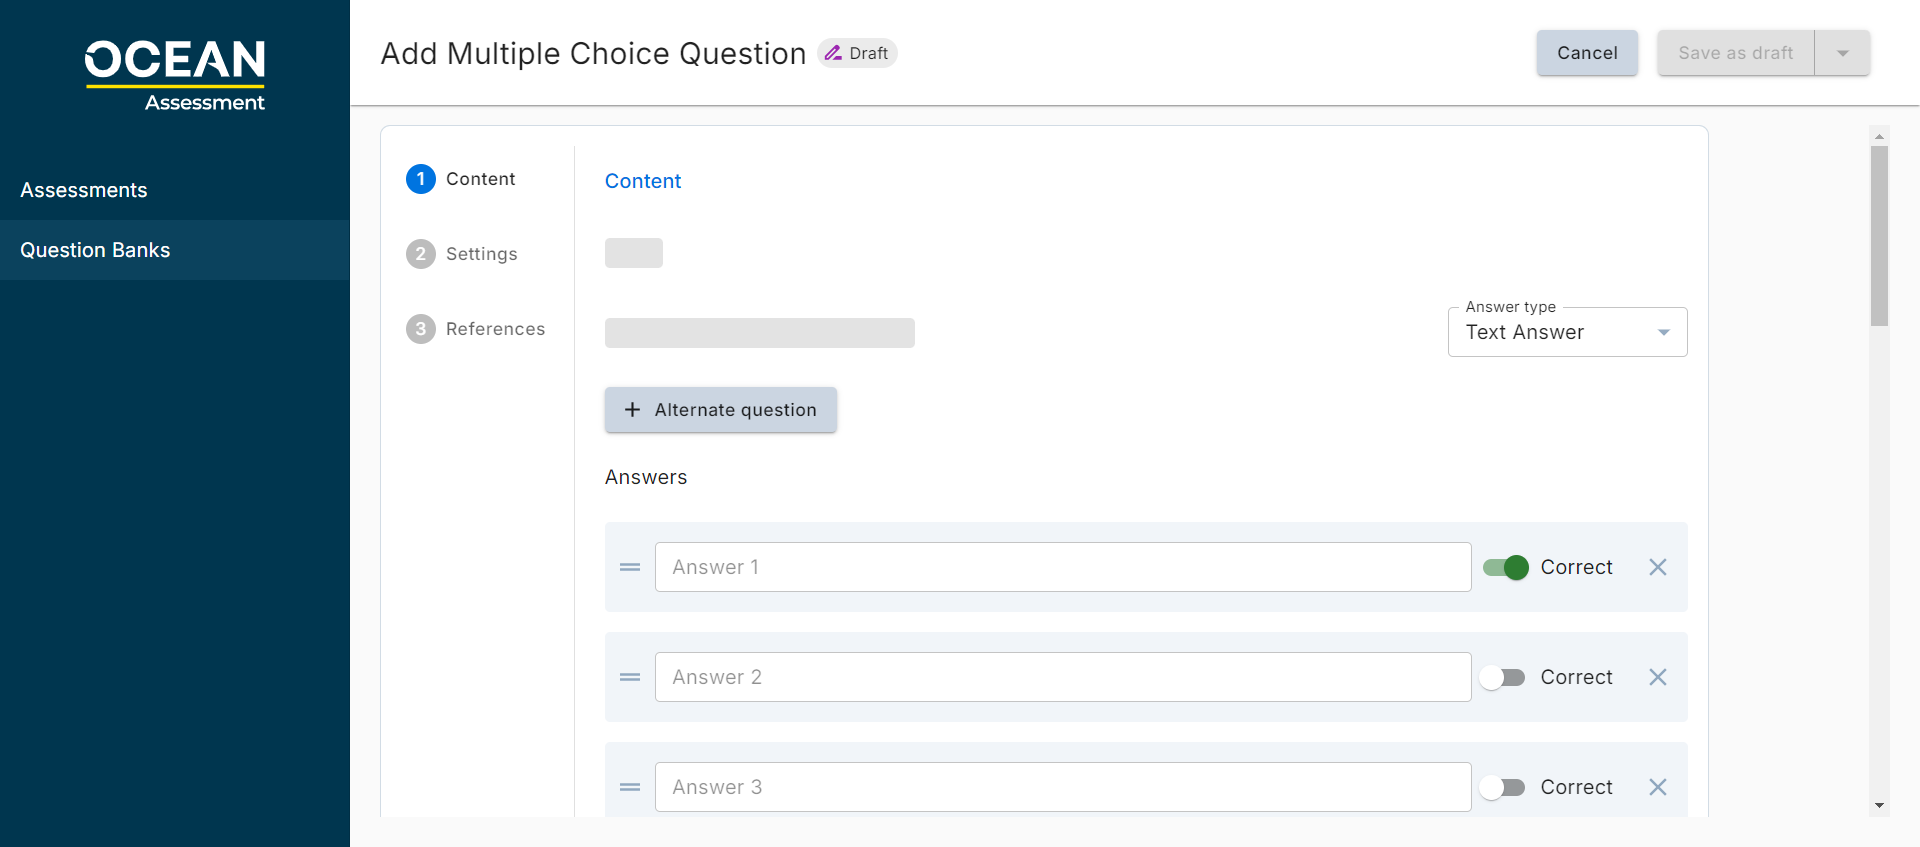 OCEAN
Assessment
Assessments
Question Banks
Add Multiple Choice Question
Draft
Cancel
Save as draft
1 Content
2 Settings
3 References
Content
Answer type
Text Answer
+ Alternate question
Answers
Answer 1
Correct
Answer 2
Correct
Answer 3
Correct